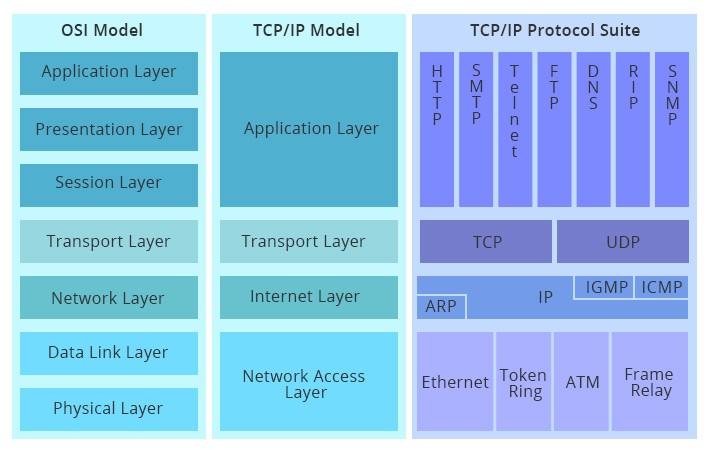 OSI Model
Application Layer
Presentation Layer
Session Layer
Transport Layer
Network Layer
Data Link Layer
Physical Layer
TCP/IP Model
Application Layer
Transport Layer
Internet Layer
Network Access
Layer
TCP/IP Protocol Suite
HTTP
SMTP
Telnet
FTP
DNS
RIP
SNMP
TCP
UDP
ARP
IP
IGMP
ICMP
Ethernet
Token
Ring
ATM
Frame
Relay